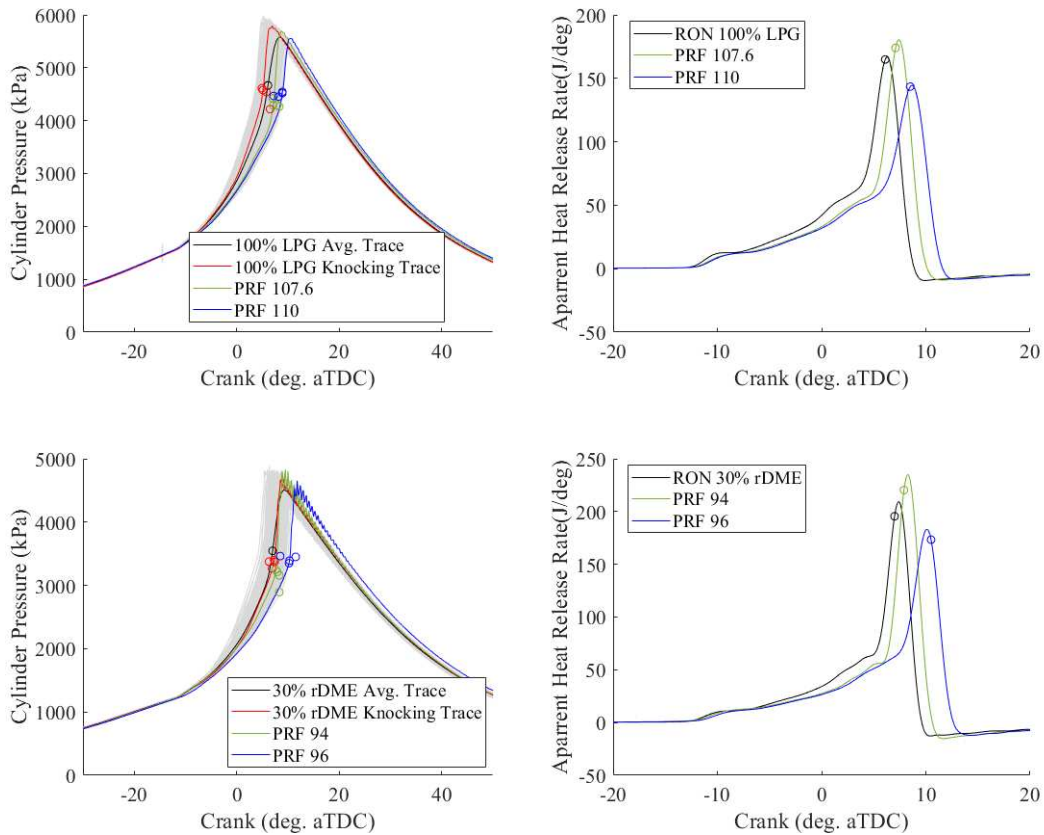 6000
5000
4000
3000
2000
1000
0
Cylinder Pressure (kPa)
100% LPG Avg. Trace
100% LPG Knocking Trace
PRF 107.6
PRF 110
-20
0
20
40
Crank (deg. aTDC)
200
150
100
50
0
-50
Aparrent Heat Release Rate(J/deg)
RON 100% LPG
PRF 107.6
PRF 110
-20
-10
0
10
20
Crank (deg. aTDC)
5000
4000
3000
2000
1000
0
Cylinder Pressure (kPa)
30% rDME Avg. Trace
30% rDME Knocking Trace
PRF 94
PRF 96
-20
0
20
40
Crank (deg. aTDC)
250
200
150
100
50
0
-50
Aparrent Heat Release Rate(J/deg)
RON 30% rDME
PRF 94
PRF 96
-20
-10
0
10
20
Crank (deg. aTDC)